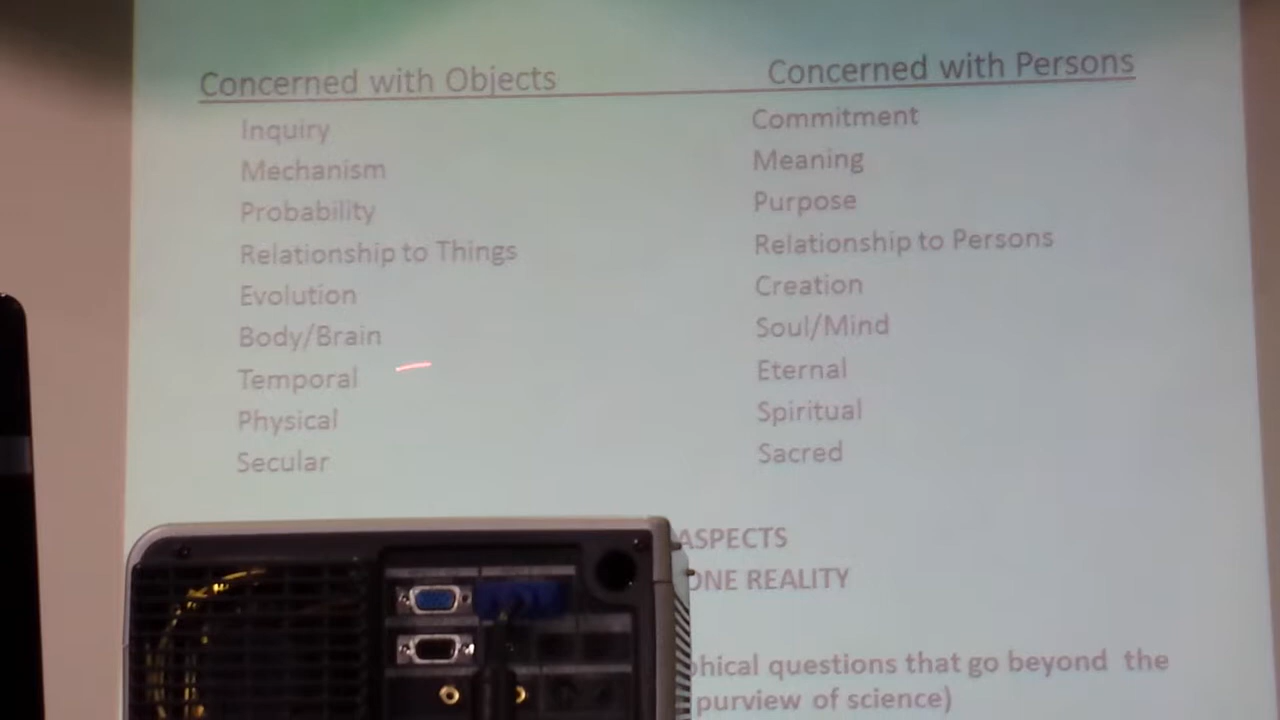 Concerned with Objects Concerned with Persons
Inquiry Commitment
Mechanism Meaning
Probability Purpose
Relationship to Things Relationship to Persons
Evolution Creation
Body/Brain Soul/Mind
Temporal Eternal
Physical Spiritual
Secular Sacred
ASPECTS
ONE REALITY
questions that go beyond the
purview of science)